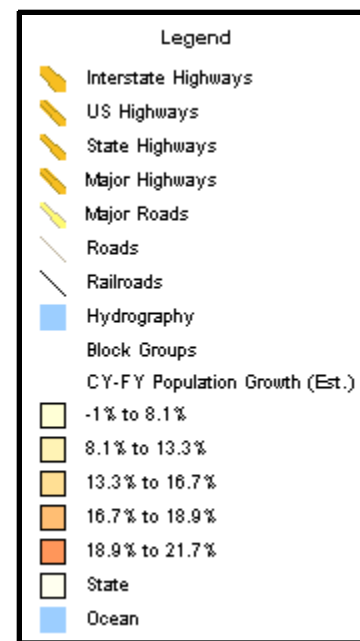 Legend
Interstate Highways
US Highways
State Highways
Major Highways
Major Roads
Roads
Railroads
Hydrography
Block Groups
CY-FY Population Growth (Est.)
-1% to 8.1%
8.1% to 13.3%
13.3% to 16.7%
16.7% to 18.9%
18.9% to 21.7%
State
Ocean